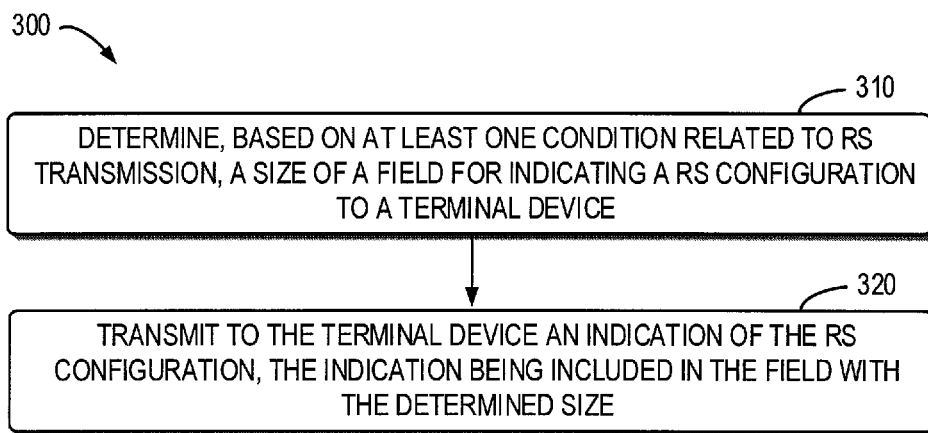 300
310
DETERMINE, BASED ON AT LEAST ONE CONDITION RELATED TO RS
TRANSMISSION, A SIZE OF A FIELD FOR INDICATING A RS CONFIGURATION
TO A TERMINAL DEVICE
320
TRANSMIT TO THE TERMINAL DEVICE AN INDICATION OF THE RS
CONFIGURATION, THE INDICATION BEING INCLUDED IN THE FIELD WITH
THE DETERMINED SIZE